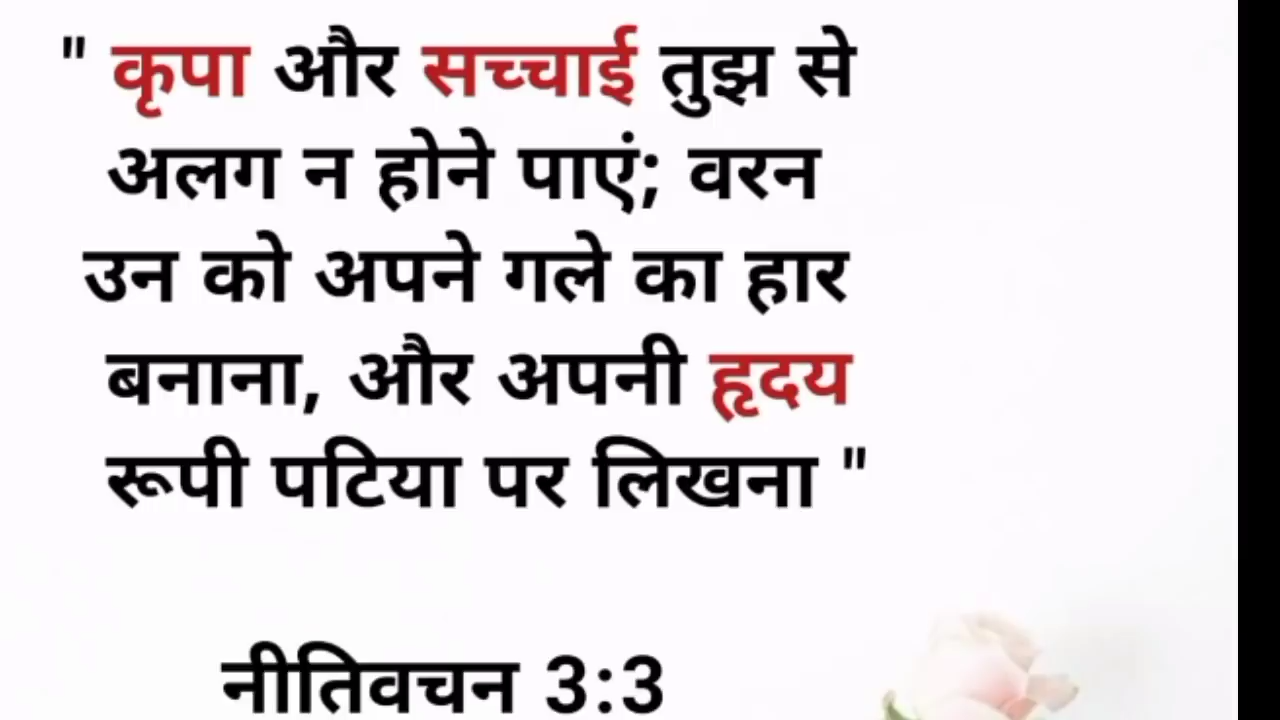 " कृपा और सच्चाई तुझ से
अलग न होने पाएं; वरन
उन को अपने गले का हार
बनाना, और अपनी हृदय
रूपी पटिया पर लिखना "
नीतिवचन 3:3